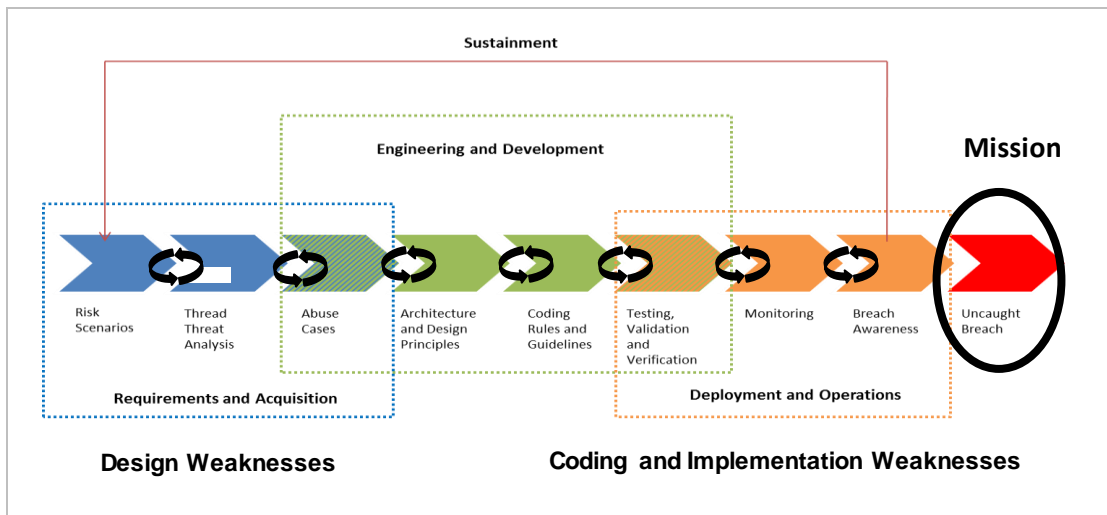 Sustainment
Engineering and Development
Mission
Risk
Scenarios
Thread
Threat
Analysis
Abuse
Cases
Architecture
and Design
Principles
Coding
Rules and
Guidelines
Testing,
Validation
and
Verification
Monitoring
Breach
Awareness
Uncaught
Breach
Requirements and Acquisition
Deployment and Operations
Design Weaknesses
Coding and Implementation Weaknesses